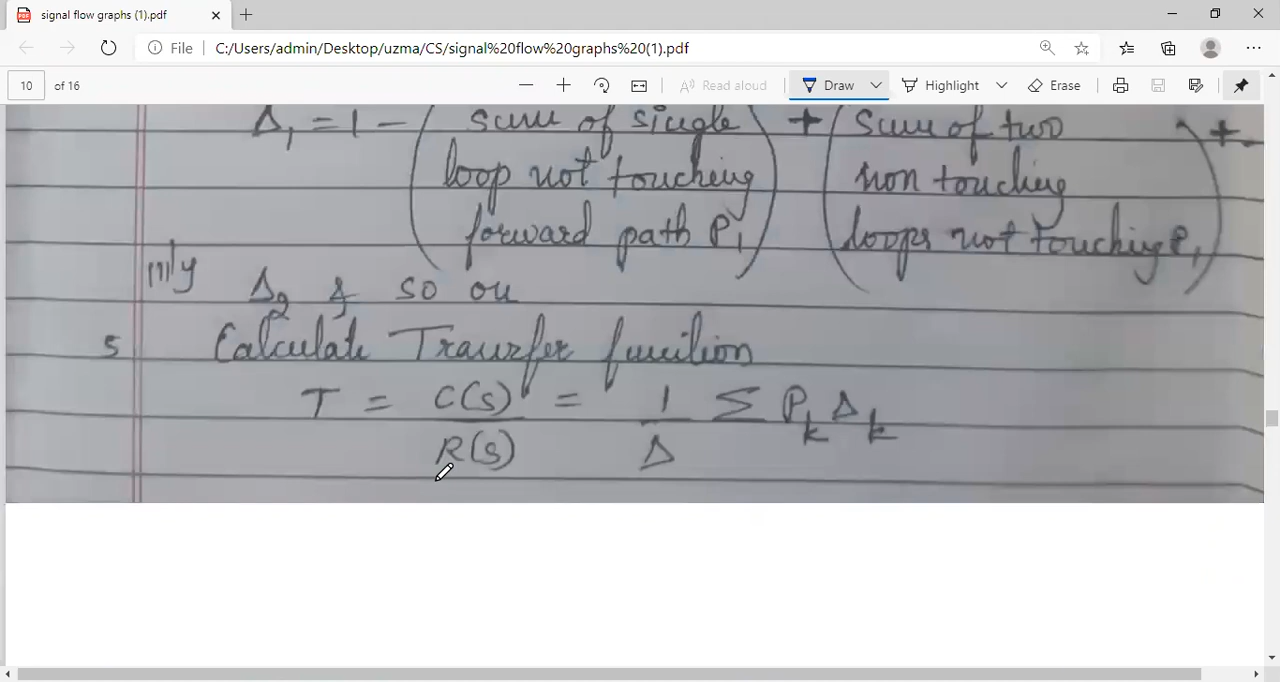 signal flow graphs (1).pdf
File C:/Users/admin/Desktop/uzma/CS/signal%20flow%20graphs%20(1).pdf
10 of 16 Read aloud Draw Highlight Erase
Δ₁ = 1 - ( sum of single loop not touching forward path P₁ ) + ( sum of two non touching loops not touching P₁ ) + -
|||ly Δ₂ & so on
5 Calculate Transfer function
T = C(S)/R(S) = 1/Δ Σ Pₖ Δₖ